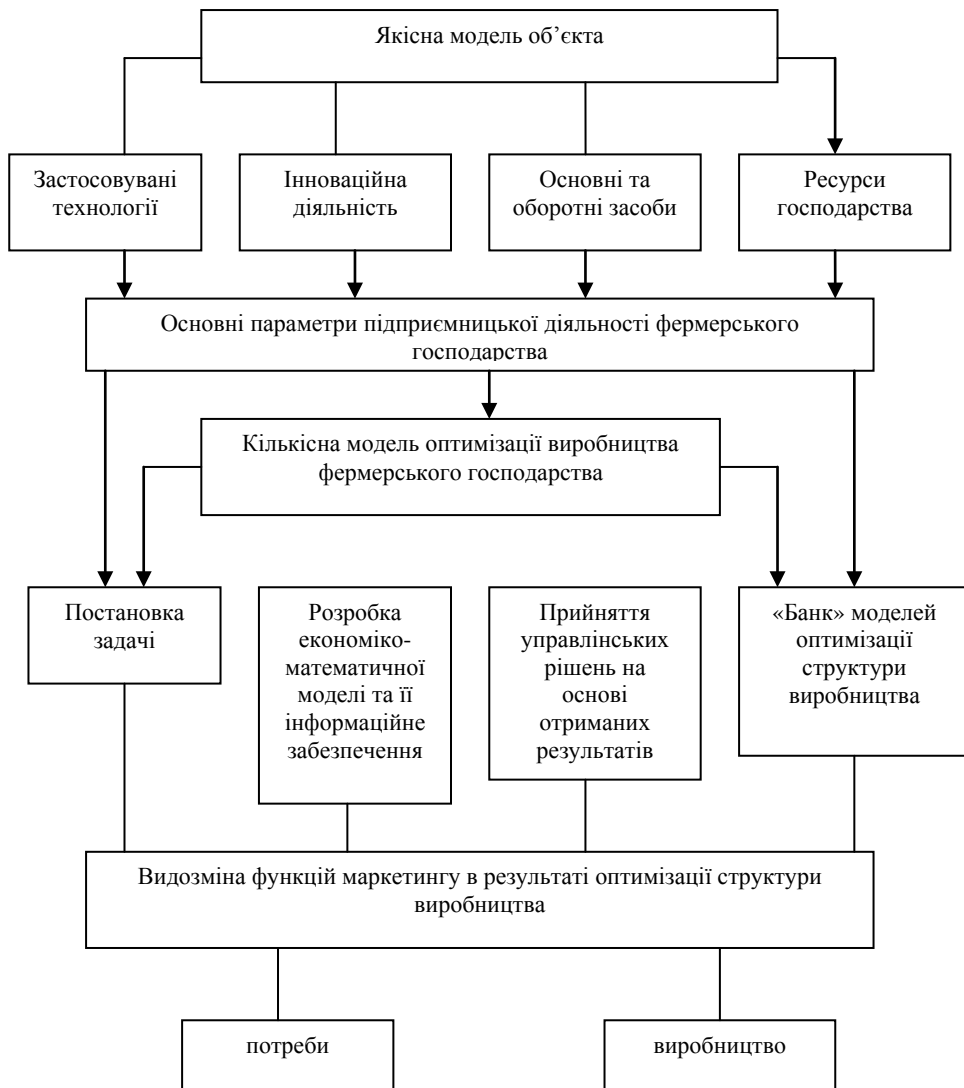 Якісна модель об’єкта
Застосовувані
технології
Інноваційна
діяльність
Основні та
оборотні засоби
Ресурси
господарства
Основні параметри підприємницької діяльності фермерського
господарства
Кількісна модель оптимізації виробництва
фермерського господарства
Постановка
задачі
Розробка
економіко-
математичної
моделі та її
інформаційне
забезпечення
Прийняття
управлінських
рішень на
основі
отриманих
результатів
«Банк» моделей
оптимізації
структури
виробництва
Видозміна функцій маркетингу в результаті оптимізації структури
виробництва
потреби
виробництво